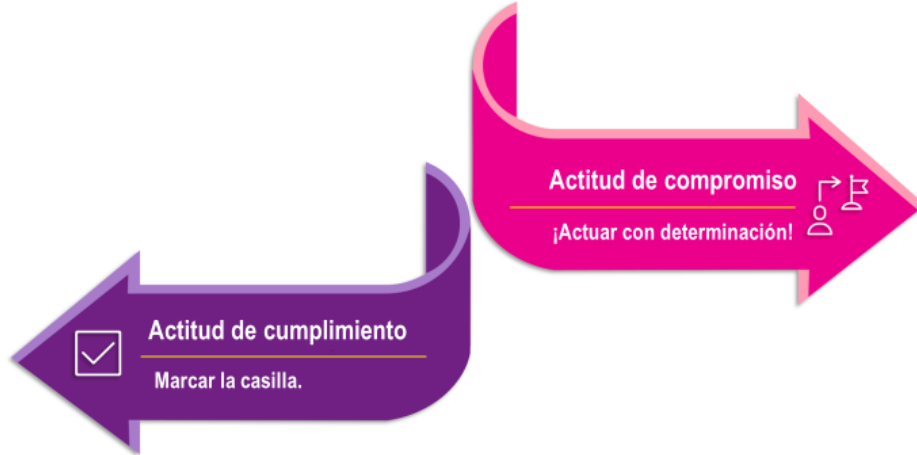 Actitud de compromiso
¡Actuar con determinación!
Actitud de cumplimiento
Marcar la casilla.